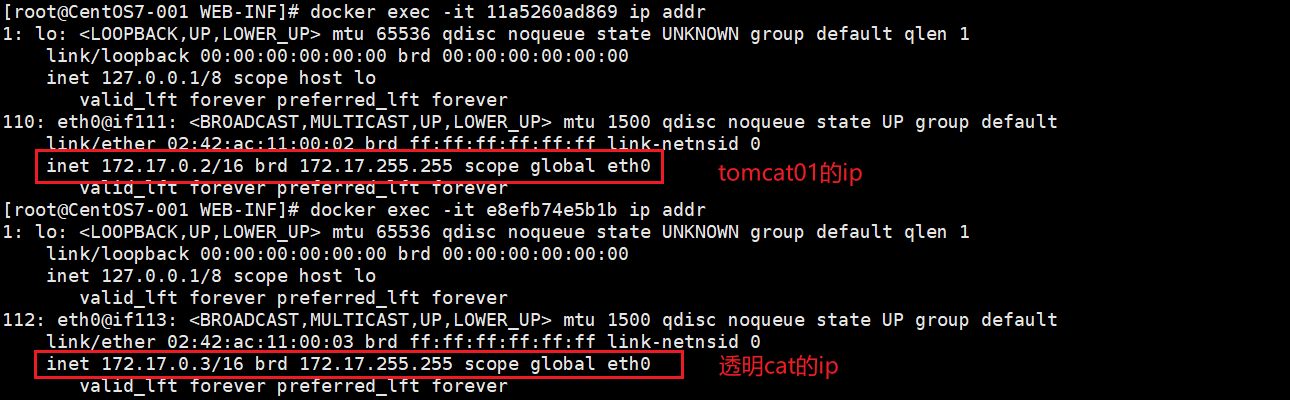 [root@CentOS7-001 WEB-INF]# docker exec -it 11a5260ad869 ip addr
1: lo: <LOOPBACK,UP,LOWER_UP> mtu 65536 qdisc noqueue state UNKNOWN group default qlen 1
link/loopback 00:00:00:00:00:00 brd 00:00:00:00:00:00
inet 127.0.0.1/8 scope host lo
valid_lft forever preferred_lft forever
110: eth0@if111: <BROADCAST,MULTICAST,UP,LOWER_UP> mtu 1500 qdisc noqueue state UP group default
link/ether 02:42:ac:11:00:02 brd ff:ff:ff:ff:ff:ff link-netnsid 0
inet 172.17.0.2/16 brd 172.17.255.255 scope global eth0
tomcat01的ip
valid_lft forever preferred_lft forever
[root@CentOS7-001 WEB-INF]# docker exec -it e8efb74e5b1b ip addr
1: lo: <LOOPBACK,UP,LOWER_UP> mtu 65536 qdisc noqueue state UNKNOWN group default qlen 1
link/loopback 00:00:00:00:00:00 brd 00:00:00:00:00:00
inet 127.0.0.1/8 scope host lo
valid_lft forever preferred_lft forever
112: eth0@if113: <BROADCAST,MULTICAST,UP,LOWER_UP> mtu 1500 qdisc noqueue state UP group default
link/ether 02:42:ac:11:00:03 brd ff:ff:ff:ff:ff:ff link-netnsid 0
inet 172.17.0.3/16 brd 172.17.255.255 scope global eth0
透明cat的ip
valid_lft forever preferred_lft forever